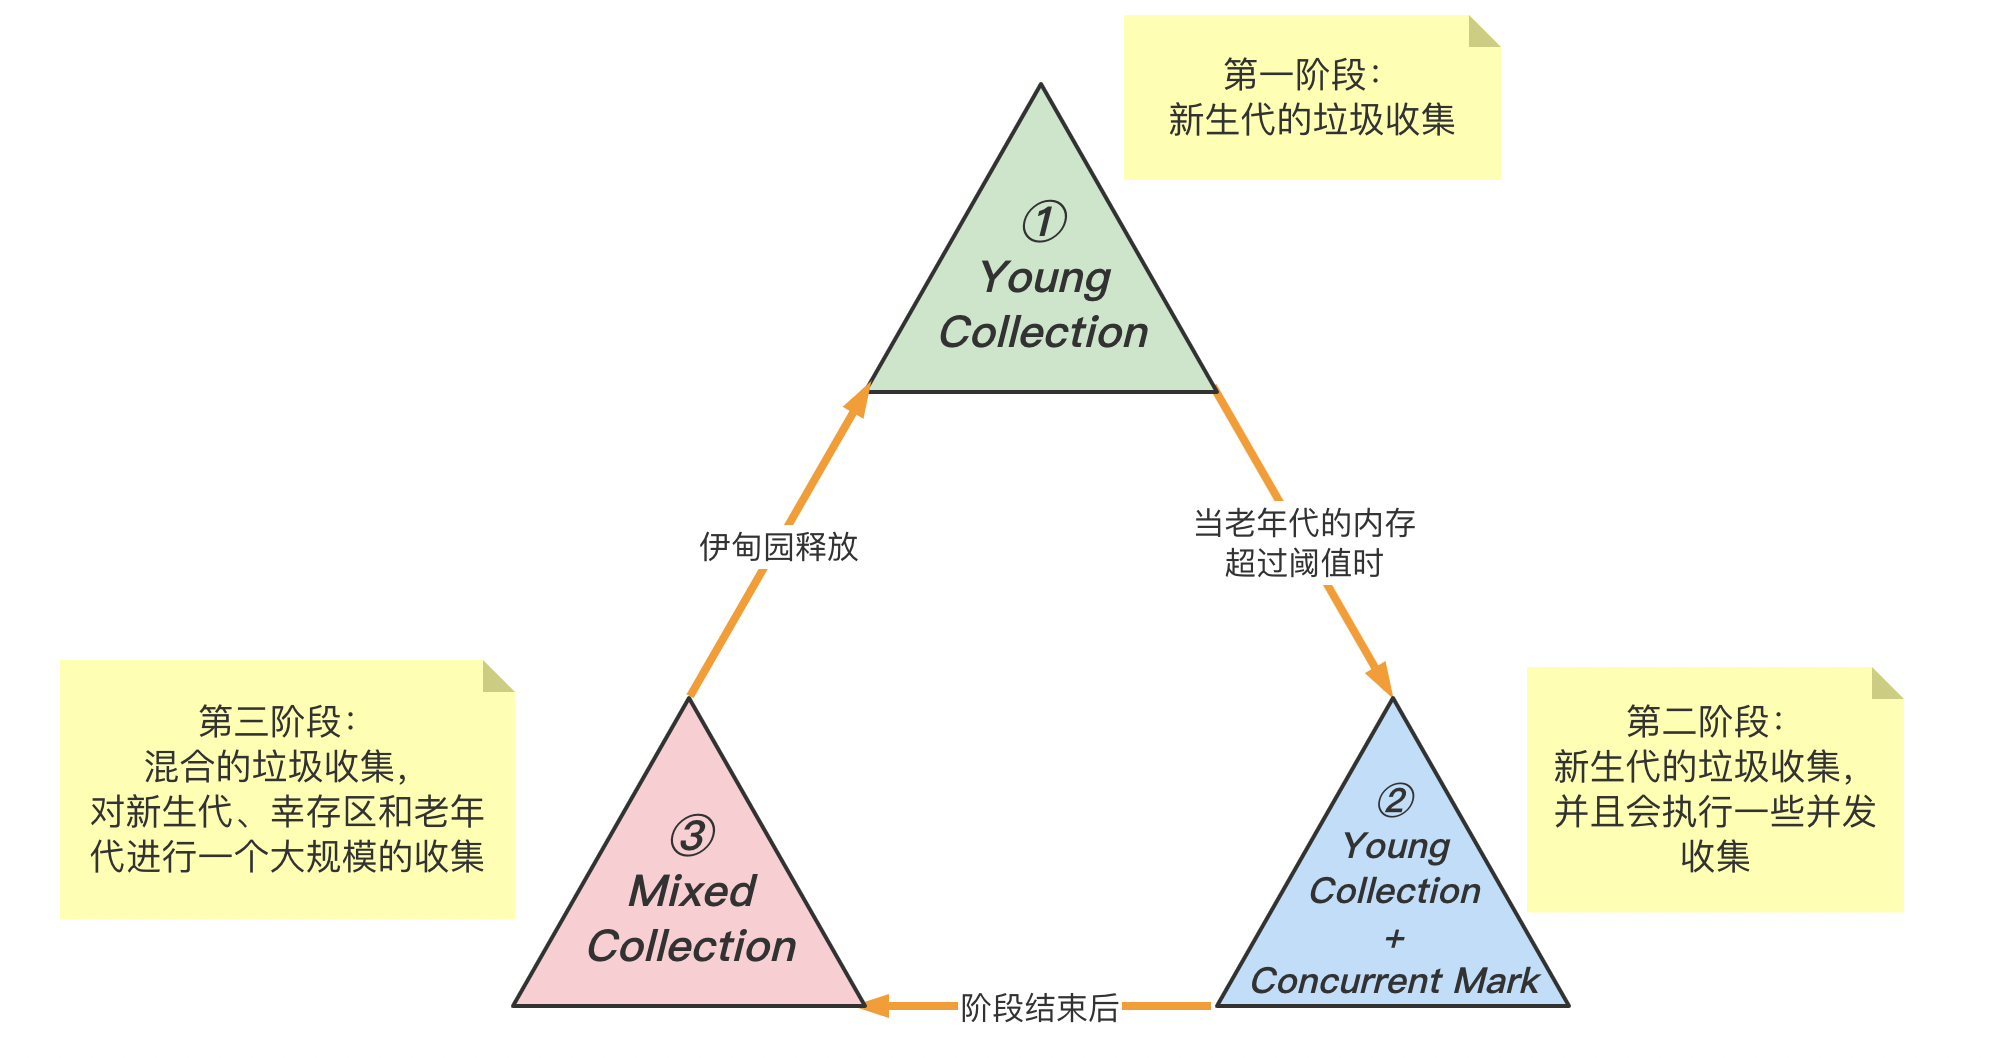 第一阶段：
新生代的垃圾收集
①
Young
Collection
当老年代的内存
超过阈值时
伊甸园释放
第二阶段：
新生代的垃圾收集，
并且会执行一些并发
收集
②
Young
Collection
+
Concurrent Mark
阶段结束后
第三阶段：
混合的垃圾收集，
对新生代、幸存区和老年
代进行一个大规模的收集
③
Mixed
Collection